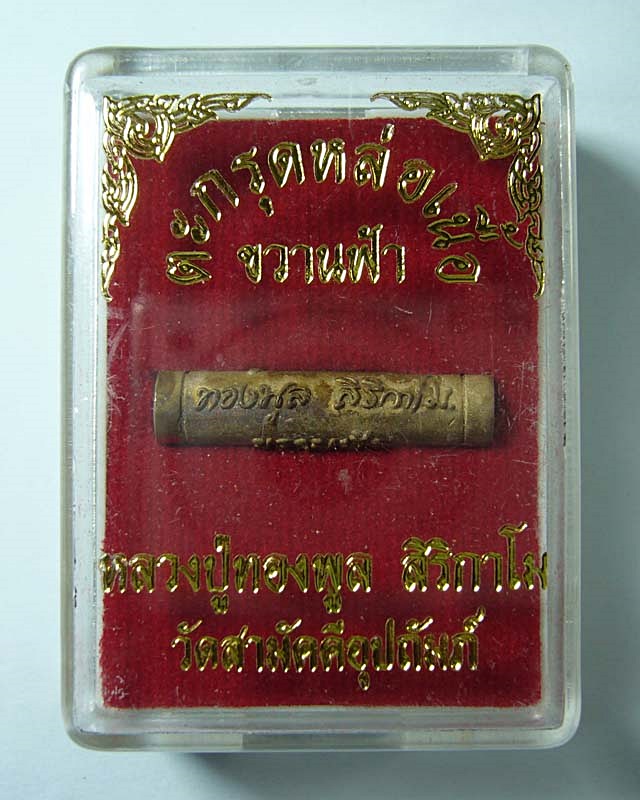 ตะกรุดหล่อเนื้อ
ขวานฟ้า
ทองพูล สิริกาโม
หลวงปู่ทองพูล สิริกาโม
วัดสามัคคีอุปถัมภ์